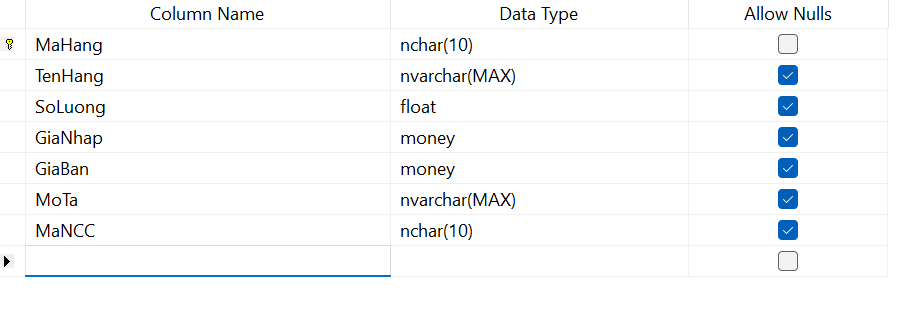 Column Name Data Type Allow Nulls
MaHang nchar(10)
TenHang nvarchar(MAX)
SoLuong float
GiaNhap money
GiaBan money
MoTa nvarchar(MAX)
MaNCC nchar(10)